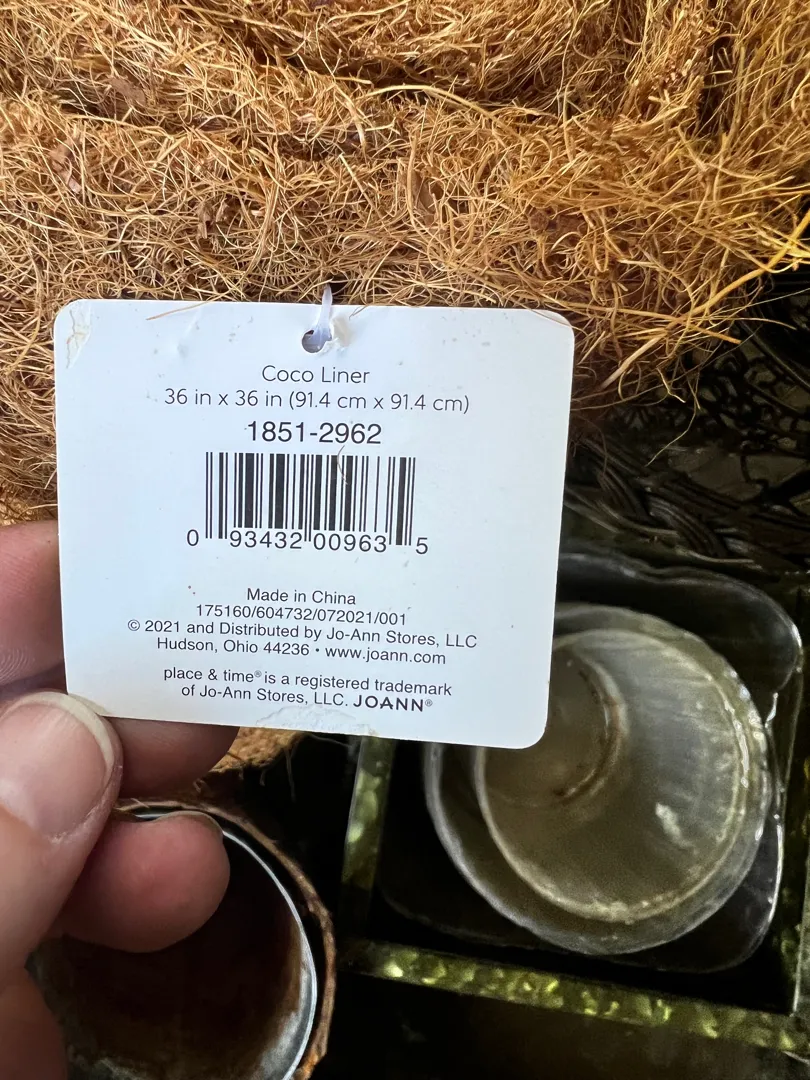 Coco Liner
36 in x 36 in (91.4 cm x 91.4 cm)
1851-2962
0 93432 00963 5
Made in China
175160/604732/072021/001
© 2021 and Distributed by Jo-Ann Stores, LLC
Hudson, Ohio 44236 • www.joann.com
place & time® is a registered trademark
of Jo-Ann Stores, LLC. JOANN®